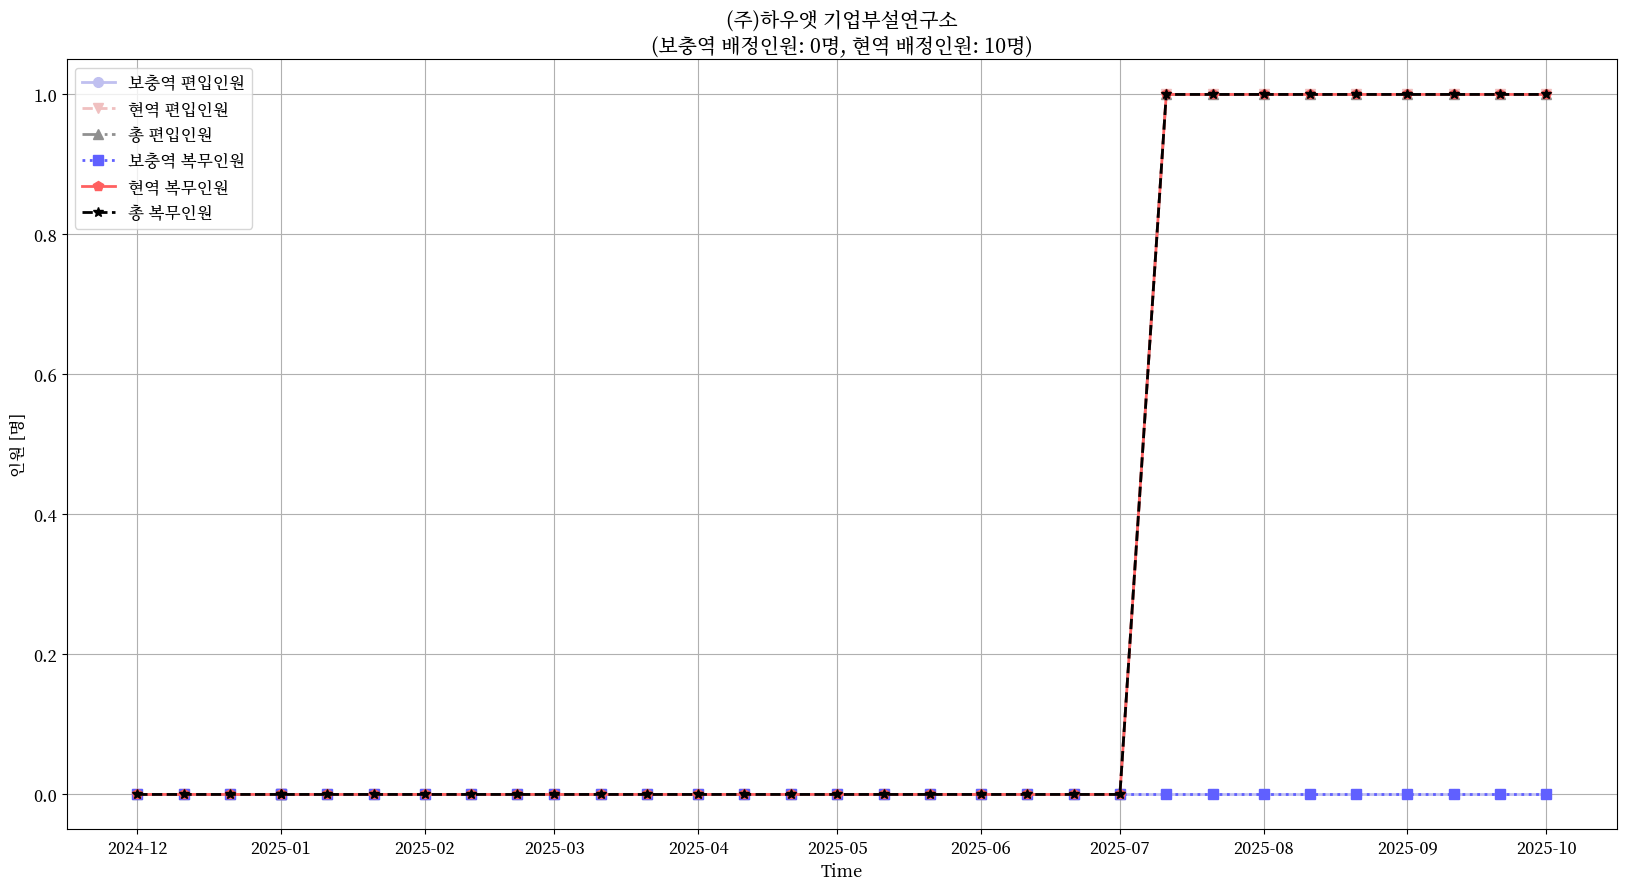 (주)하우앳 기업부설연구소
(보충역 배정인원: 0명, 현역 배정인원: 10명)
보충역 편입인원
현역 편입인원
총 편입인원
보충역 복무인원
현역 복무인원
총 복무인원
1.0
0.8
0.6
0.4
0.2
0.0
인원 [명]
2024-12 2025-01 2025-02 2025-03 2025-04 2025-05 2025-06 2025-07 2025-08 2025-09 2025-10
Time